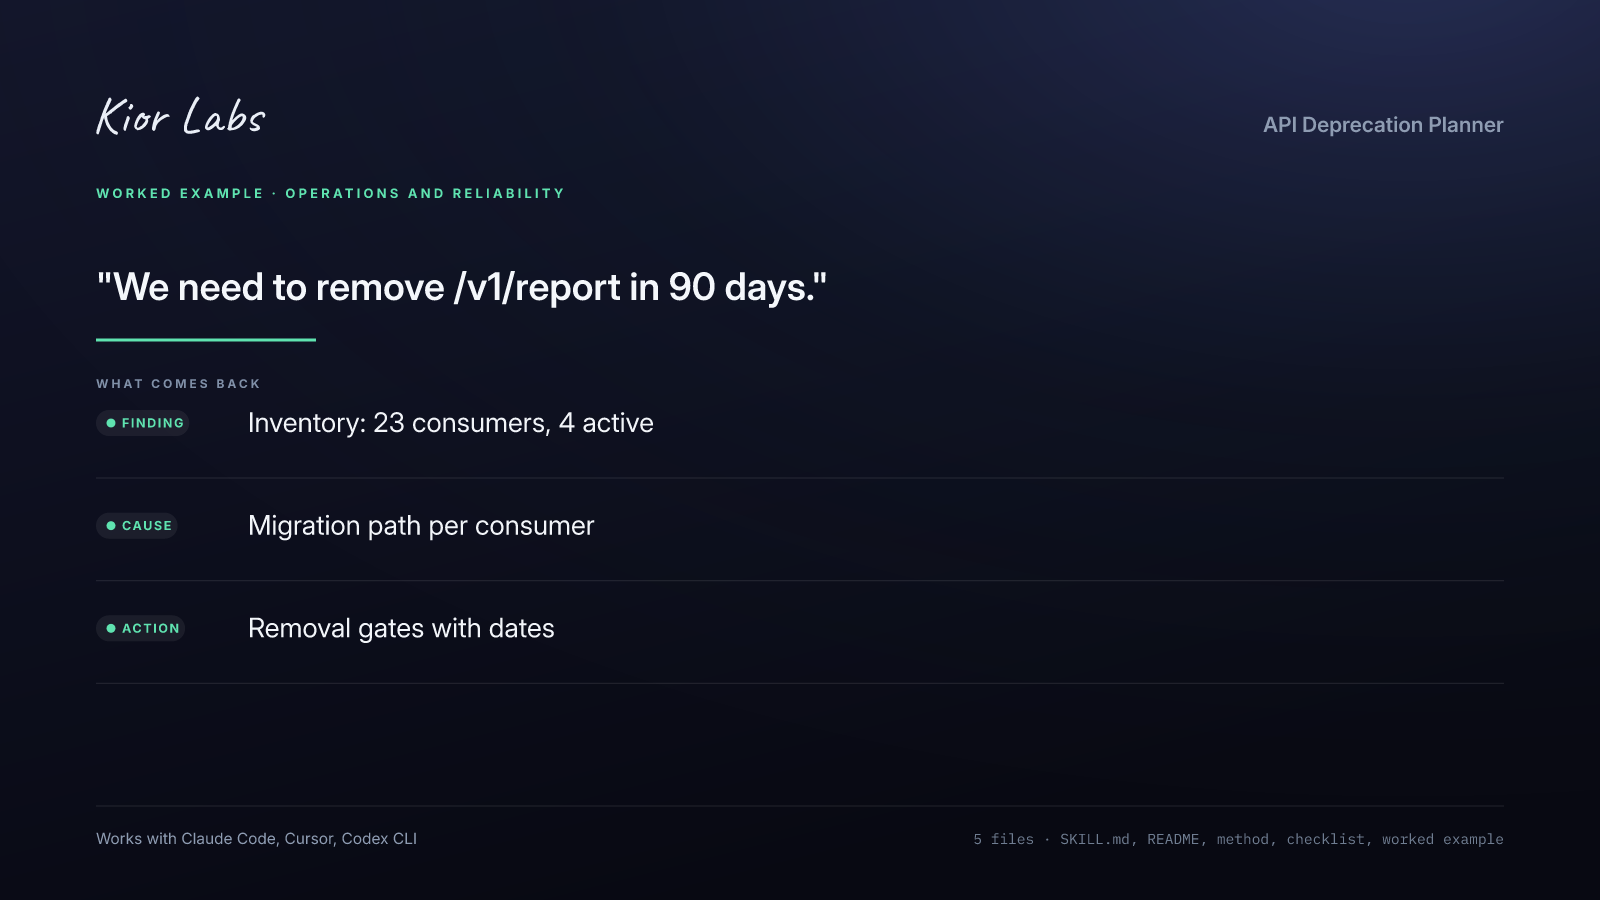 Kior Labs
API Deprecation Planner
WORKED EXAMPLE · OPERATIONS AND RELIABILITY
"We need to remove /v1/report in 90 days."
WHAT COMES BACK
FINDING Inventory: 23 consumers, 4 active
CAUSE Migration path per consumer
ACTION Removal gates with dates
Works with Claude Code, Cursor, Codex CLI
5 files · SKILL.md, README, method, checklist, worked example